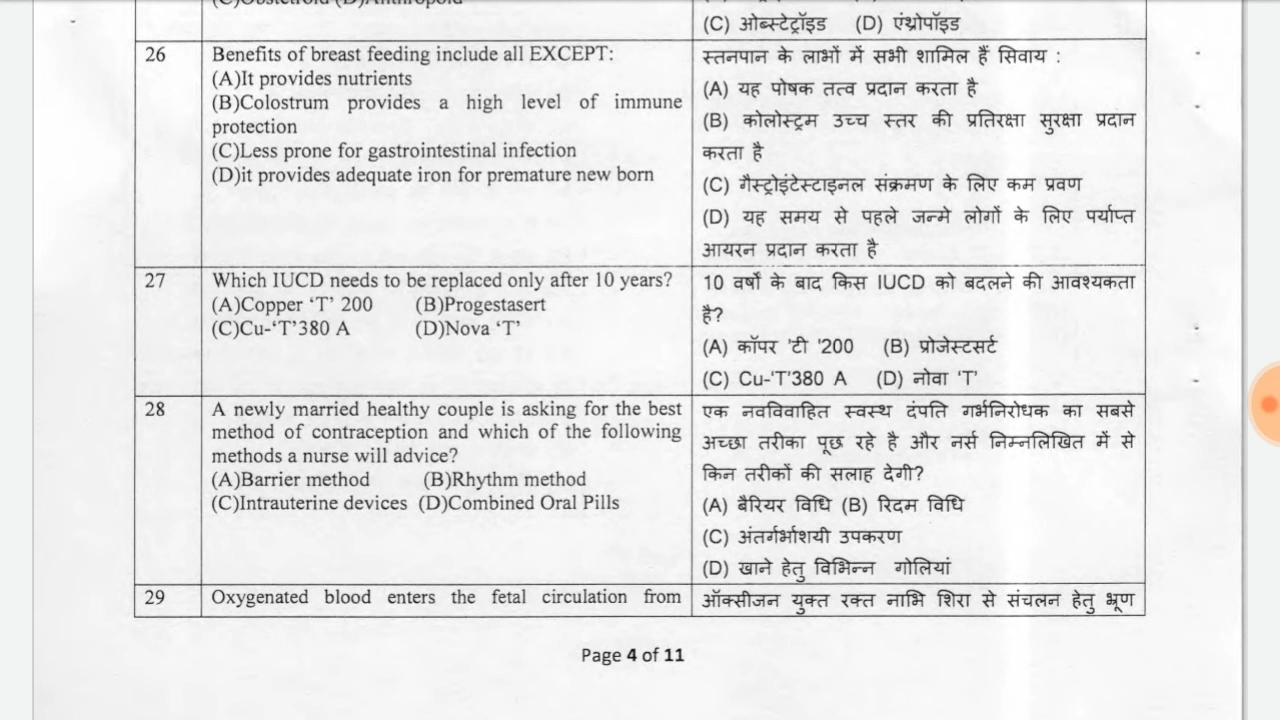 (C) ओब्स्टेट्रॉइड (D) एंथ्रोपॉइड
26
Benefits of breast feeding include all EXCEPT:
(A)It provides nutrients
(B)Colostrum provides a high level of immune
protection
(C)Less prone for gastrointestinal infection
(D)it provides adequate iron for premature new born
स्तनपान के लाभों में सभी शामिल हैं सिवाय :
(A) यह पोषक तत्व प्रदान करता है
(B) कोलोस्ट्रम उच्च स्तर की प्रतिरक्षा सुरक्षा प्रदान
करता है
(C) गैस्ट्रोइंटेस्टाइनल संक्रमण के लिए कम प्रवण
(D) यह समय से पहले जन्मे लोगों के लिए पर्याप्त
आयरन प्रदान करता है
27
Which IUCD needs to be replaced only after 10 years?
(A)Copper ‘T’ 200 (B)Progestasert
(C)Cu-‘T’380 A (D)Nova ‘T’
10 वर्षों के बाद किस IUCD को बदलने की आवश्यकता
है?
(A) कॉपर 'टी '200 (B) प्रोजेस्टसर्ट
(C) Cu-'T'380 A (D) नोवा 'T'
28
A newly married healthy couple is asking for the best
method of contraception and which of the following
methods a nurse will advice?
(A)Barrier method (B)Rhythm method
(C)Intrauterine devices (D)Combined Oral Pills
एक नवविवाहित स्वस्थ दंपति गर्भनिरोधक का सबसे
अच्छा तरीका पूछ रहे है और नर्स निम्नलिखित में से
किन तरीकों की सलाह देगी?
(A) बैरियर विधि (B) रिदम विधि
(C) अंतर्गर्भाशयी उपकरण
(D) खाने हेतु विभिन्न गोलियां
29
Oxygenated blood enters the fetal circulation from
ऑक्सीजन युक्त रक्त नाभि शिरा से संचलन हेतु भ्रूण
Page 4 of 11